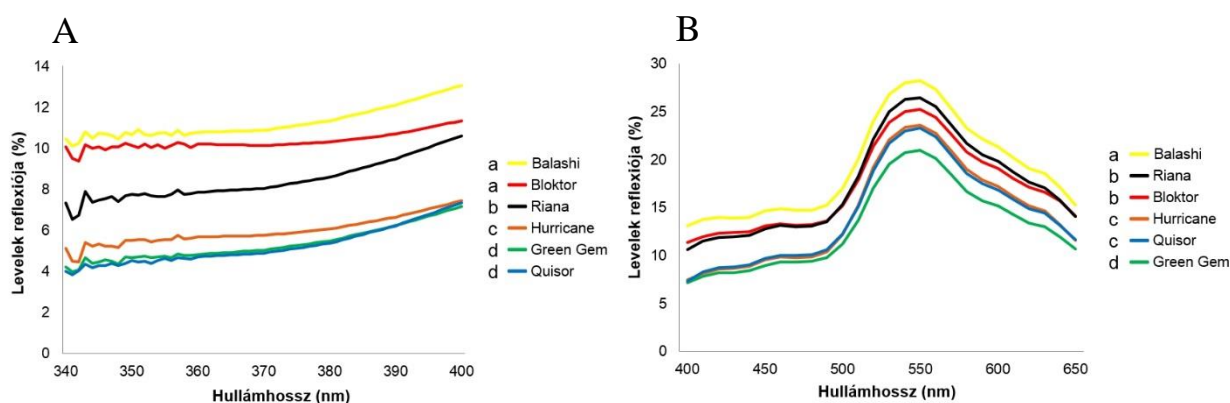 A
Levelek reflexiója (%)
14
12
10
8
6
4
2
0
340 350 360 370 380 390 400
Hullámhossz (nm)
a Balashi
a Bloktor
b Riana
c Hurricane
d Green Gem
d Quisor
B
Levelek reflexiója (%)
30
25
20
15
10
5
0
400 450 500 550 600 650
Hullámhossz (nm)
a Balashi
b Riana
b Bloktor
c Hurricane
c Quisor
d Green Gem